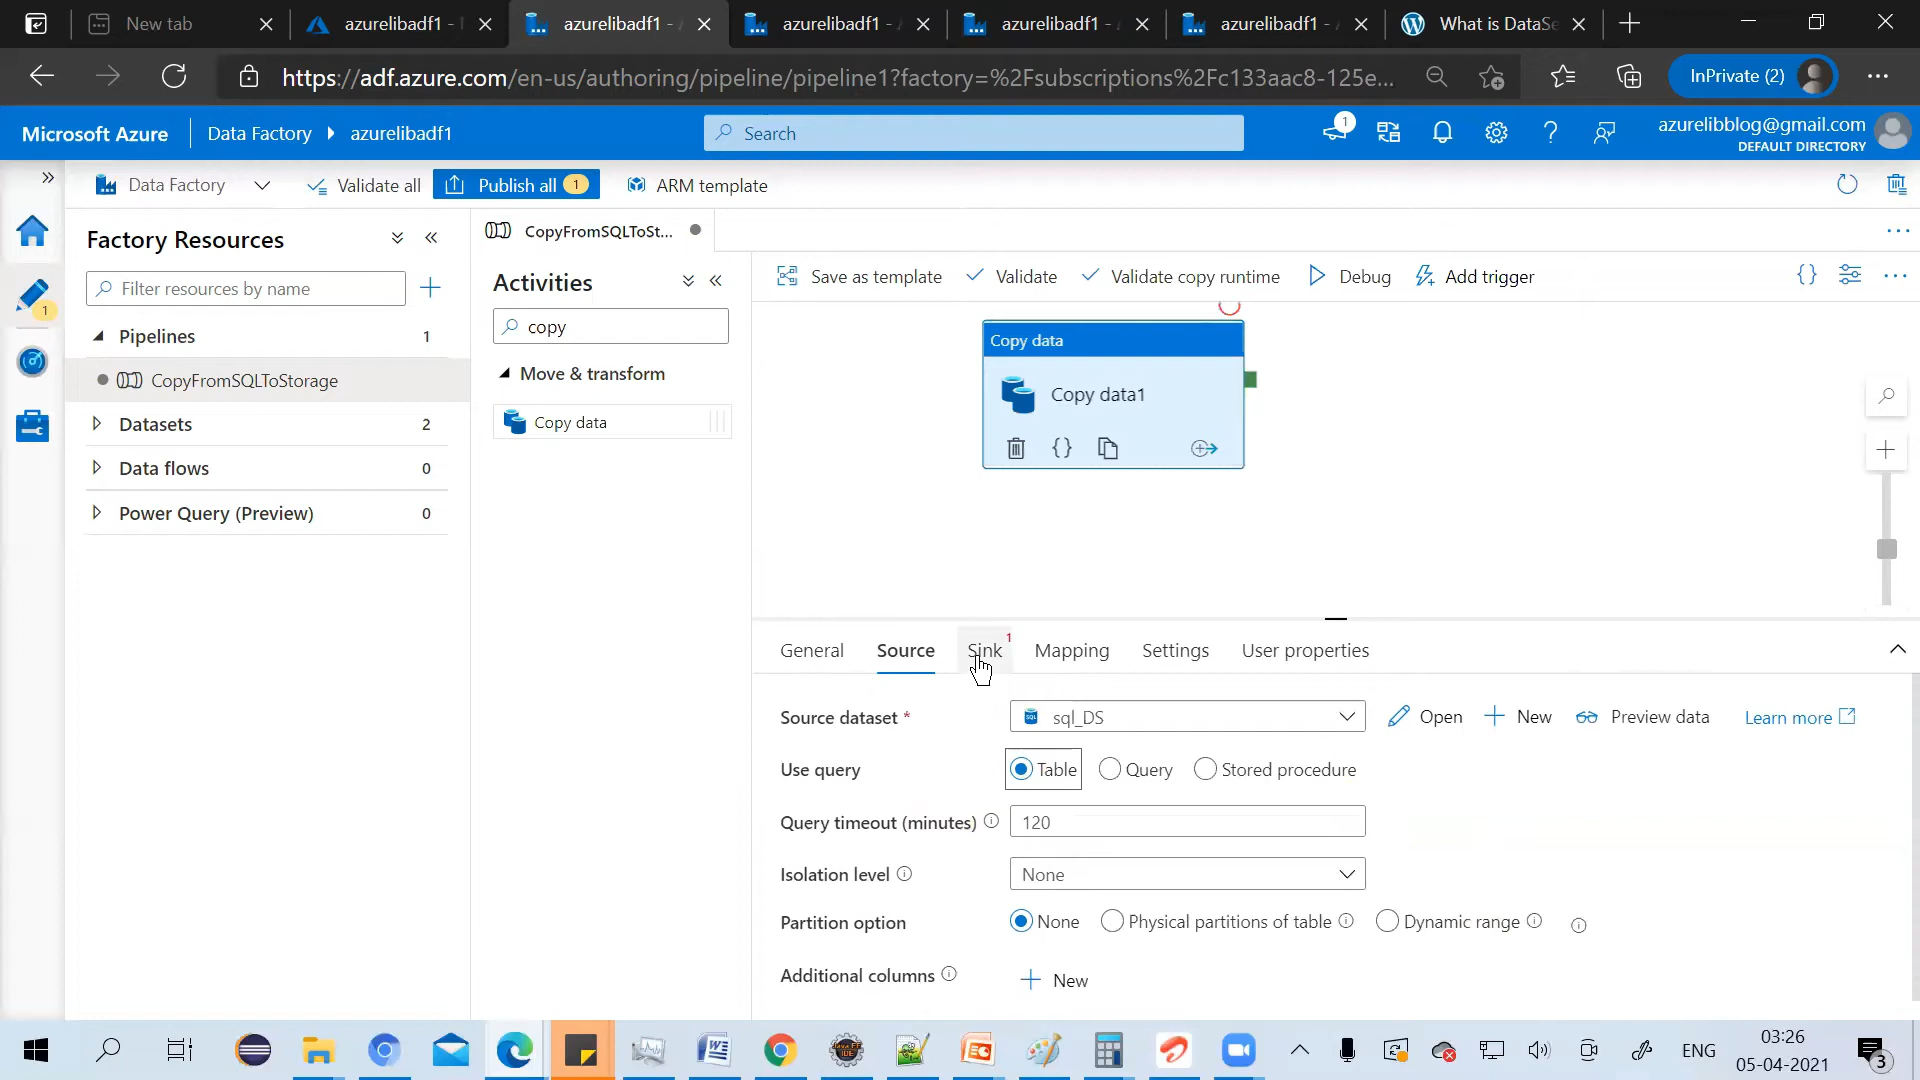 New tab
azurelibadf1 - 
azurelibadf1 - 
azurelibadf1 - 
azurelibadf1 - 
azurelibadf1 - 
What is DataSe
https://adf.azure.com/en-us/authoring/pipeline/pipeline1?factory=%2Fsubscriptions%2Fc133aac8-125e...
InPrivate (2)
Microsoft Azure
Data Factory
azurelibadf1
Search
1
azurelibblog@gmail.com
DEFAULT DIRECTORY
Data Factory
Validate all
Publish all 1
ARM template
Factory Resources
CopyFromSQLToSt...
Filter resources by name
1
Pipelines 1
CopyFromSQLToStorage
Datasets 2
Data flows 0
Power Query (Preview) 0
Activities
copy
Move & transform
Copy data
Save as template
Validate
Validate copy runtime
Debug
Add trigger
Copy data
Copy data1
General
Source
Sink 1
Mapping
Settings
User properties
Source dataset *
sql_DS
Open
New
Preview data
Learn more
Use query
Table
Query
Stored procedure
Query timeout (minutes)
120
Isolation level
None
Partition option
None
Physical partitions of table
Dynamic range
Additional columns
New
ENG
03:26
05-04-2021
3